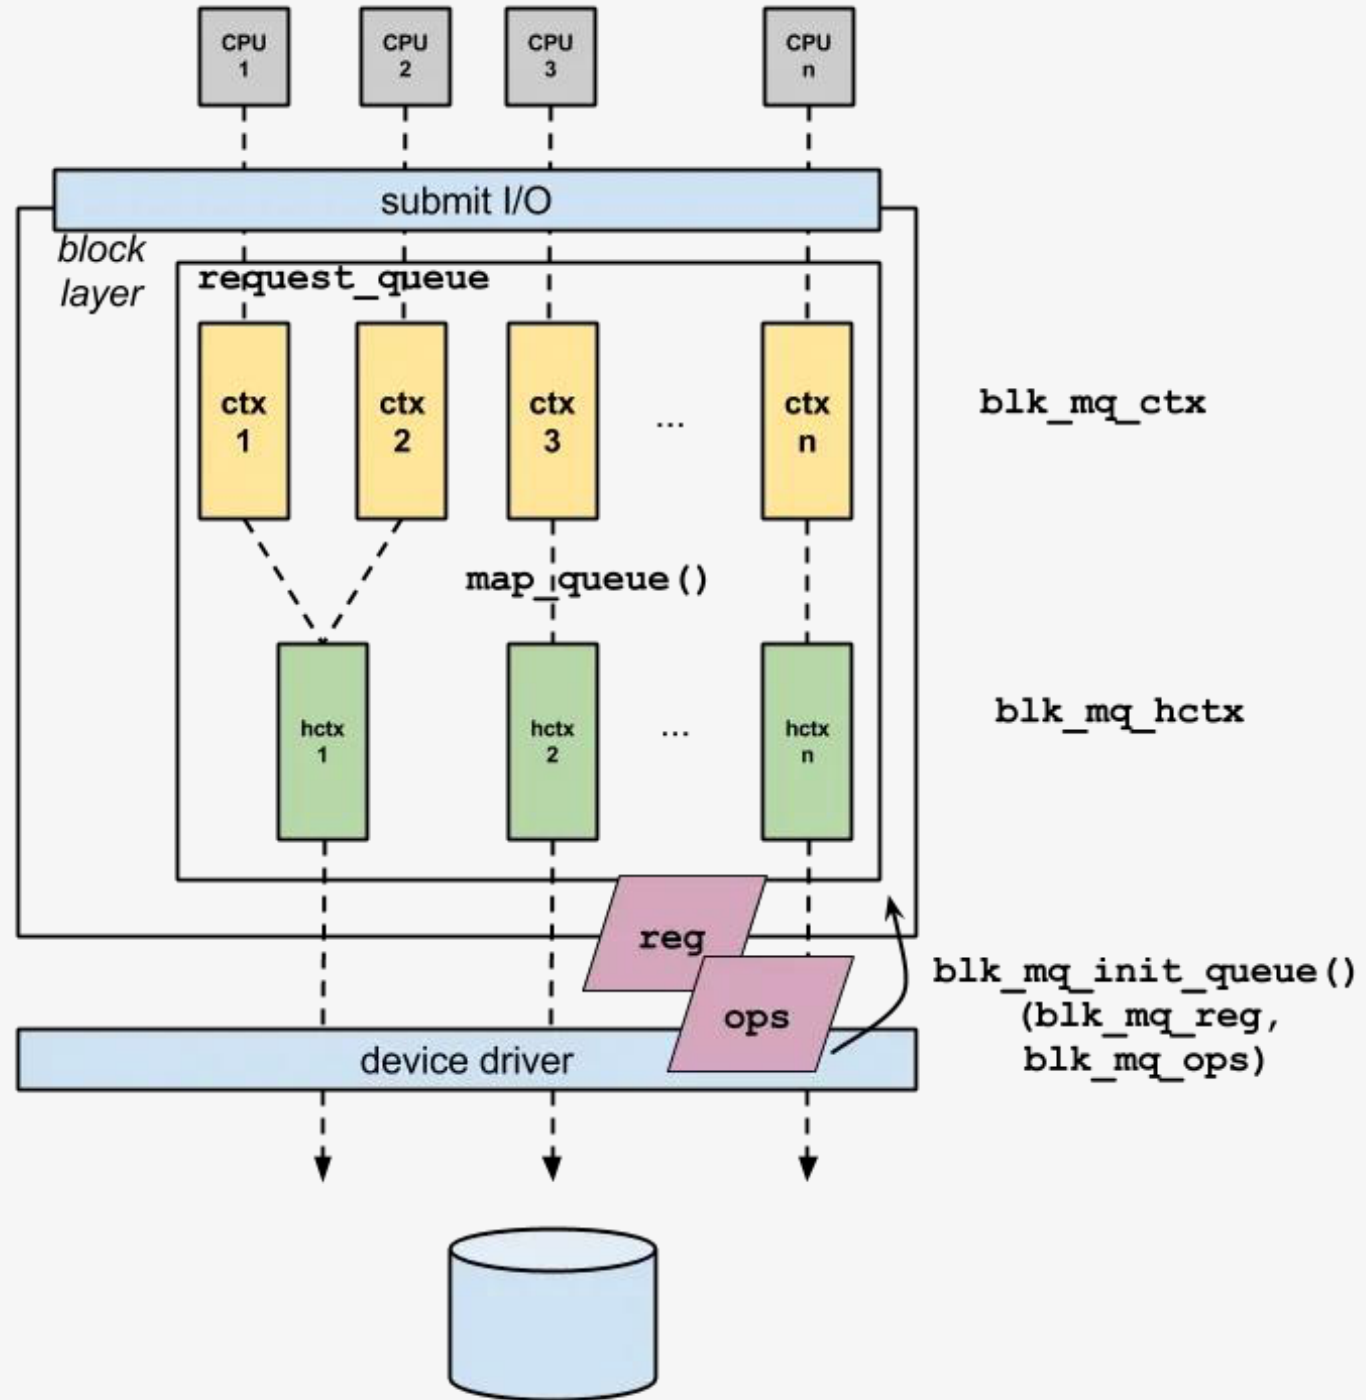 CPU
1
CPU
2
CPU
3
CPU
n
submit I/O
block
layer
request_queue
ctx
1
ctx
2
ctx
3
...
ctx
n
blk_mq_ctx
map_queue()
hctx
1
hctx
2
...
hctx
n
blk_mq_hctx
reg
ops
blk_mq_init_queue()
(blk_mq_reg,
blk_mq_ops)
device driver